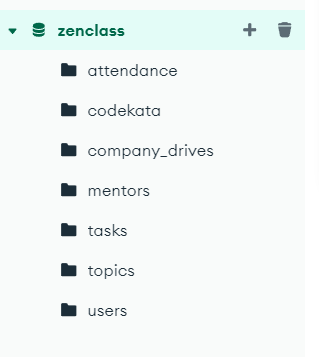 zenclass
attendance
codekata
company_drives
mentors
tasks
topics
users